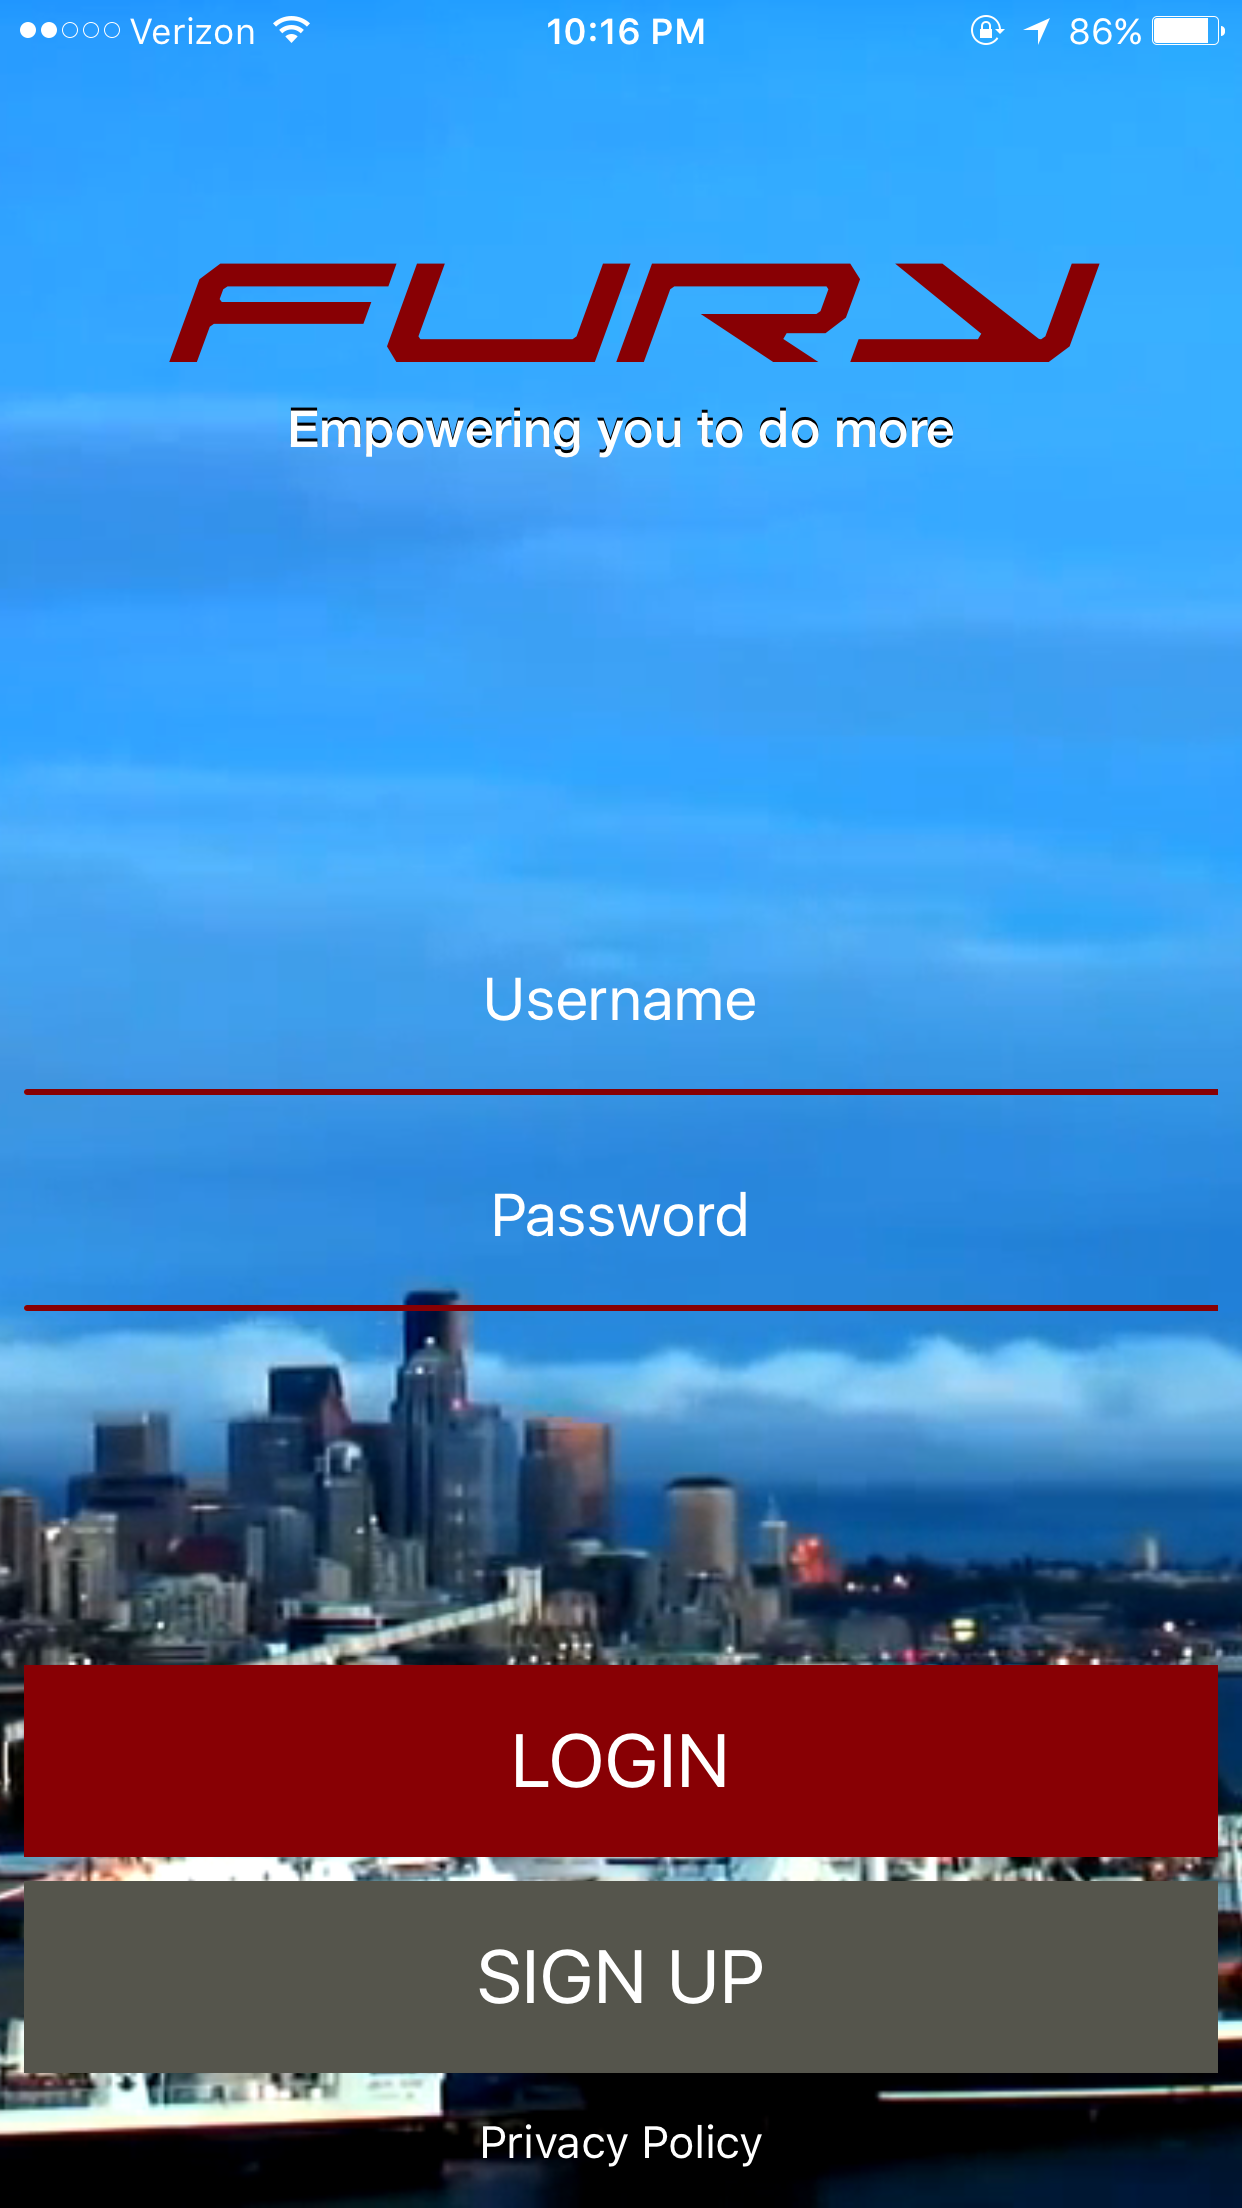 Verizon 10:16 PM 86%
FURY
Empowering you to do more
Username
Password
LOGIN
SIGN UP
Privacy Policy